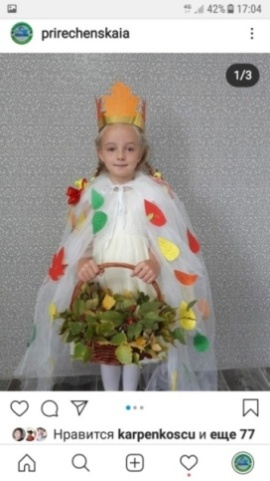 42% 17:04
prirechenskaia
1/3
Нравится karpenkoscu и еще 77